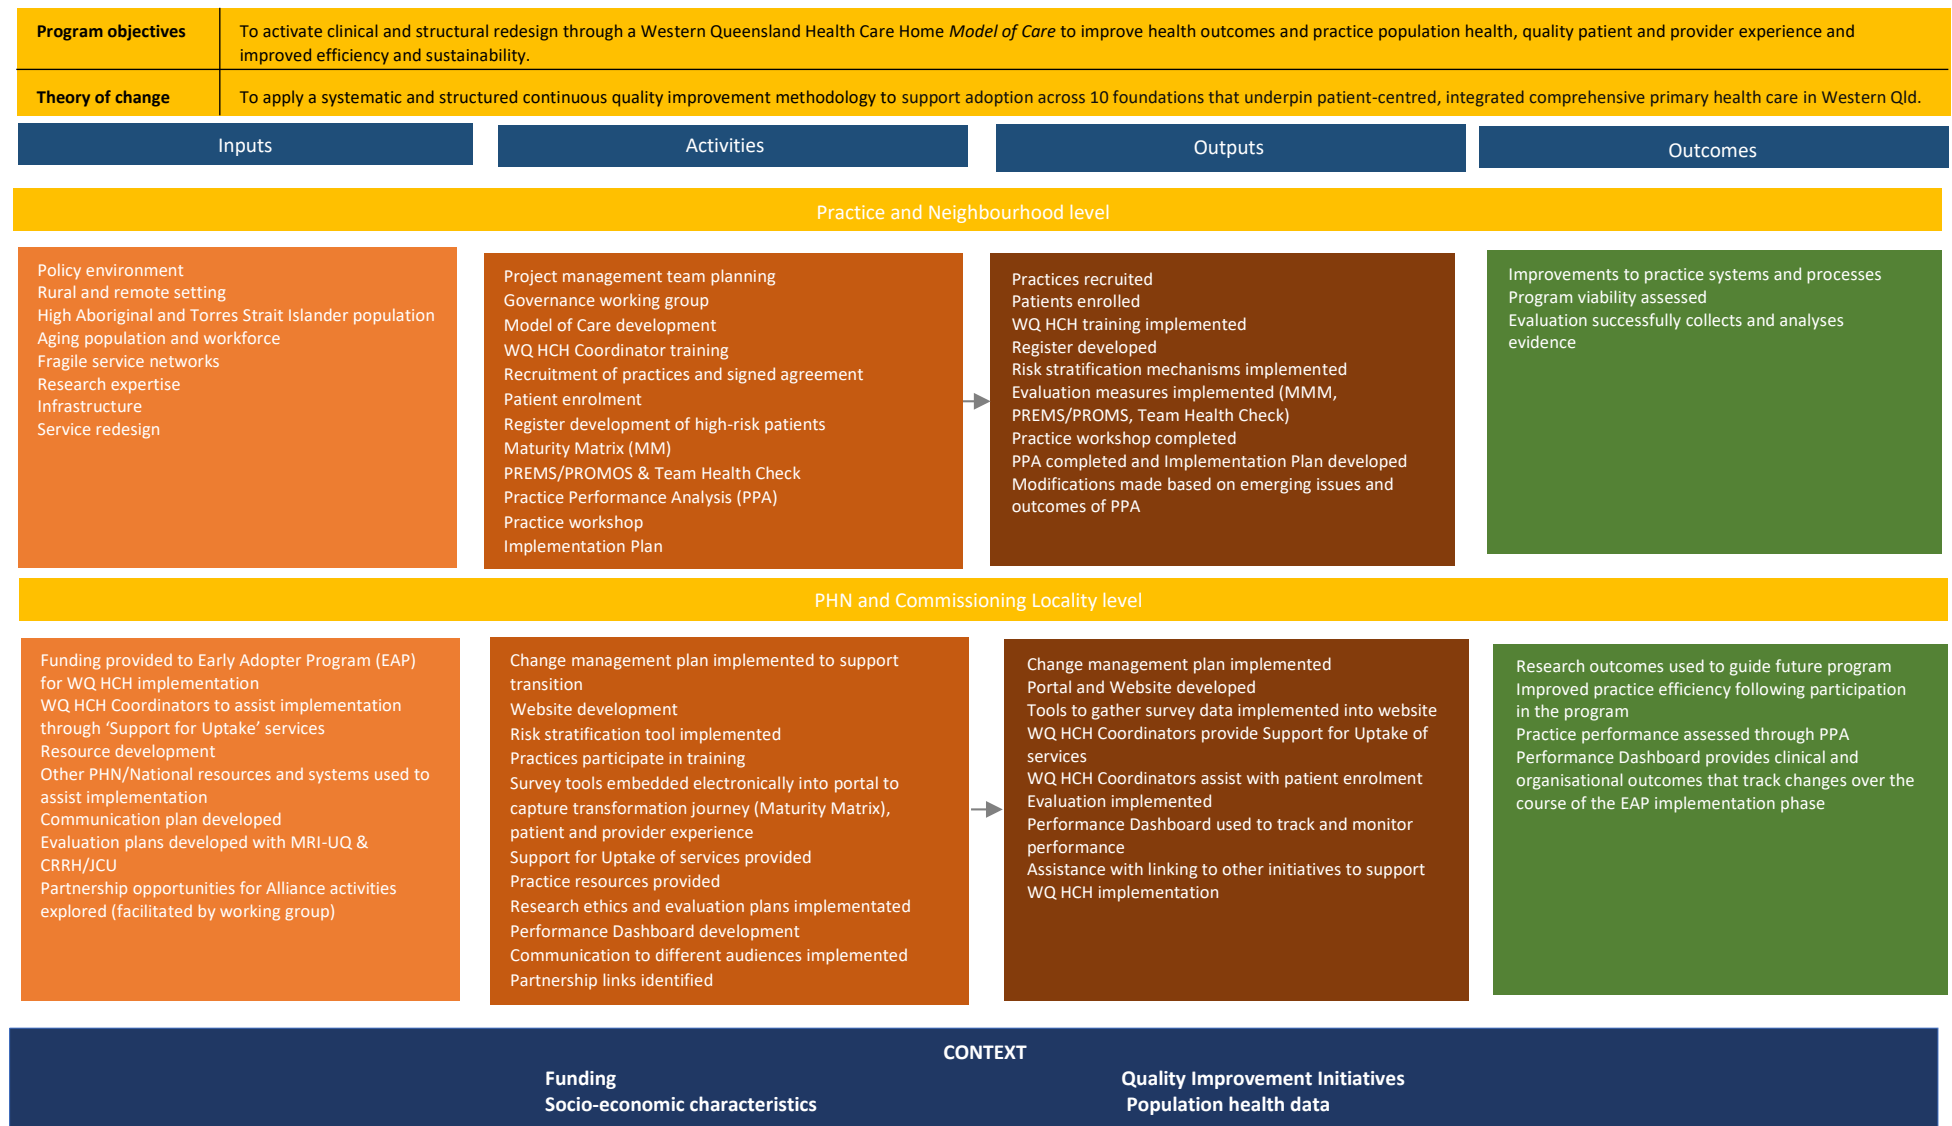 Program objectives
To activate clinical and structural redesign through a Western Queensland Health Care Home Model of Care to improve health outcomes and practice population health, quality patient and provider experience and
improved efficiency and sustainability.
Theory of change
To apply a systematic and structured continuous quality improvement methodology to support adoption across 10 foundations that underpin patient-centred, integrated comprehensive primary health care in Western Qld.
Inputs
Activities
Outputs
Outcomes
Practice and Neighbourhood level
Policy environment
Rural and remote setting
High Aboriginal and Torres Strait Islander population
Aging population and workforce
Fragile service networks
Research expertise
Infrastructure
Service redesign
Project management team planning
Governance working group
Model of Care development
WQ HCH Coordinator training
Recruitment of practices and signed agreement
Patient enrolment
Register development of high-risk patients
Maturity Matrix (MM)
PREMS/PROMOS & Team Health Check
Practice Performance Analysis (PPA)
Practice workshop
Implementation Plan
Practices recruited
Patients enrolled
WQ HCH training implemented
Register developed
Risk stratification mechanisms implemented
Evaluation measures implemented (MMM,
PREMS/PROMS, Team Health Check)
Practice workshop completed
PPA completed and Implementation Plan developed
Modifications made based on emerging issues and
outcomes of PPA
Improvements to practice systems and processes
Program viability assessed
Evaluation successfully collects and analyses
evidence
PHN and Commissioning Locality level
Funding provided to Early Adopter Program (EAP)
for WQ HCH implementation
WQ HCH Coordinators to assist implementation
through ‘Support for Uptake’ services
Resource development
Other PHN/National resources and systems used to
assist implementation
Communication plan developed
Evaluation plans developed with MRI-UQ &
CRRH/JCU
Partnership opportunities for Alliance activities
explored (facilitated by working group)
Change management plan implemented to support
transition
Website development
Risk stratification tool implemented
Practices participate in training
Survey tools embedded electronically into portal to
capture transformation journey (Maturity Matrix),
patient and provider experience
Support for Uptake of services provided
Practice resources provided
Research ethics and evaluation plans implementated
Performance Dashboard development
Communication to different audiences implemented
Partnership links identified
Change management plan implemented
Portal and Website developed
Tools to gather survey data implemented into website
WQ HCH Coordinators provide Support for Uptake of
services
WQ HCH Coordinators assist with patient enrolment
Evaluation implemented
Performance Dashboard used to track and monitor
performance
Assistance with linking to other initiatives to support
WQ HCH implementation
Research outcomes used to guide future program
Improved practice efficiency following participation
in the program
Practice performance assessed through PPA
Performance Dashboard provides clinical and
organisational outcomes that track changes over the
course of the EAP implementation phase
CONTEXT
Funding
Quality Improvement Initiatives
Socio-economic characteristics
Population health data